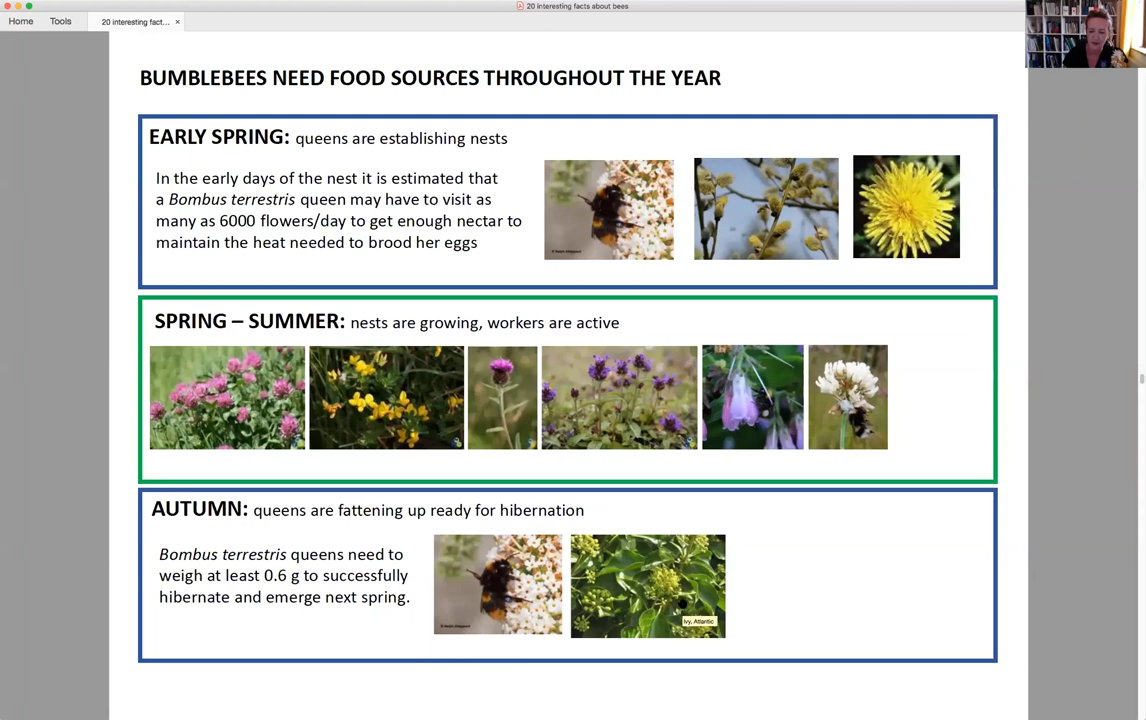 20 interesting facts about bees
Home Tools 20 interesting fact... ×
BUMBLEBEES NEED FOOD SOURCES THROUGHOUT THE YEAR
EARLY SPRING: queens are establishing nests
In the early days of the nest it is estimated that
a Bombus terrestris queen may have to visit as
many as 6000 flowers/day to get enough nectar to
maintain the heat needed to brood her eggs
SPRING – SUMMER: nests are growing, workers are active
AUTUMN: queens are fattening up ready for hibernation
Bombus terrestris queens need to
weigh at least 0.6 g to successfully
hibernate and emerge next spring.
Ivy, Atlantic